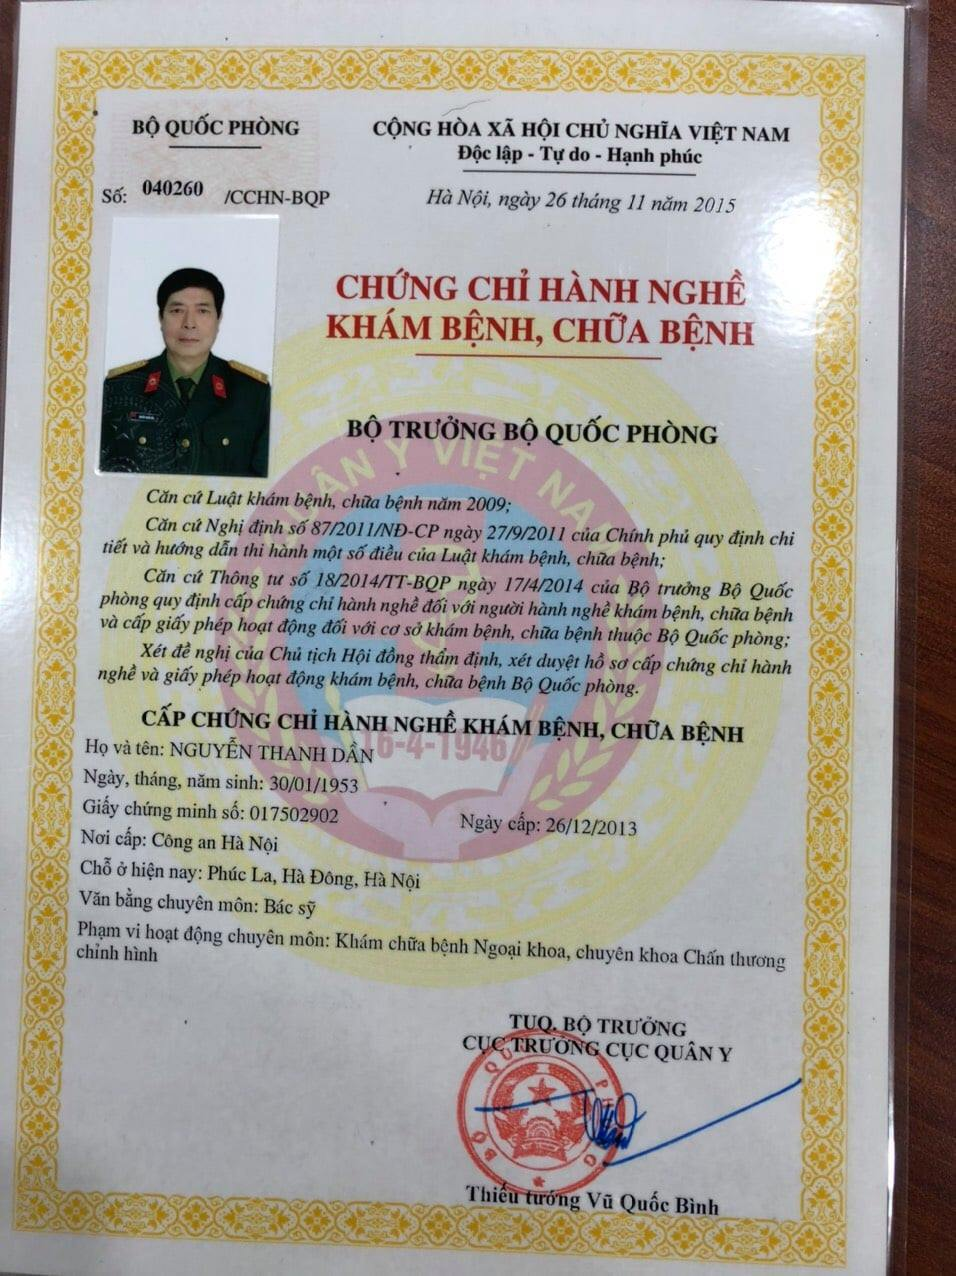 BỘ QUỐC PHÒNG
CỘNG HÒA XÃ HỘI CHỦ NGHĨA VIỆT NAM
Độc lập - Tự do - Hạnh phúc
Số: 040260 /CCHN-BQP
Hà Nội, ngày 26 tháng 11 năm 2015
CHỨNG CHỈ HÀNH NGHỀ
KHÁM BỆNH, CHỮA BỆNH
BỘ TRƯỞNG BỘ QUỐC PHÒNG
QUÂN Y VIỆT NAM
Căn cứ Luật khám bệnh, chữa bệnh năm 2009;
Căn cứ Nghị định số 87/2011/NĐ-CP ngày 27/9/2011 của Chính phủ quy định chi
tiết và hướng dẫn thi hành một số điều của Luật khám bệnh, chữa bệnh;
Căn cứ Thông tư số 18/2014/TT-BQP ngày 17/4/2014 của Bộ trưởng Bộ Quốc
phòng quy định cấp chứng chỉ hành nghề đối với người hành nghề khám bệnh, chữa bệnh
và cấp giấy phép hoạt động đối với cơ sở khám bệnh, chữa bệnh thuộc Bộ Quốc phòng;
Xét đề nghị của Chủ tịch Hội đồng thẩm định, xét duyệt hồ sơ cấp chứng chỉ hành
nghề và giấy phép hoạt động khám bệnh, chữa bệnh Bộ Quốc phòng.
CẤP CHỨNG CHỈ HÀNH NGHỀ KHÁM BỆNH, CHỮA BỆNH
16-4-1946
Họ và tên: NGUYỄN THANH DẦN
Ngày, tháng, năm sinh: 30/01/1953
Giấy chứng minh số: 017502902 Ngày cấp: 26/12/2013
Nơi cấp: Công an Hà Nội
Chỗ ở hiện nay: Phúc La, Hà Đông, Hà Nội
Văn bằng chuyên môn: Bác sỹ
Phạm vi hoạt động chuyên môn: Khám chữa bệnh Ngoại khoa, chuyên khoa Chấn thương
chỉnh hình
TUQ. BỘ TRƯỞNG
CỤC TRƯỞNG CỤC QUÂN Y
Thiếu tướng Vũ Quốc Bình